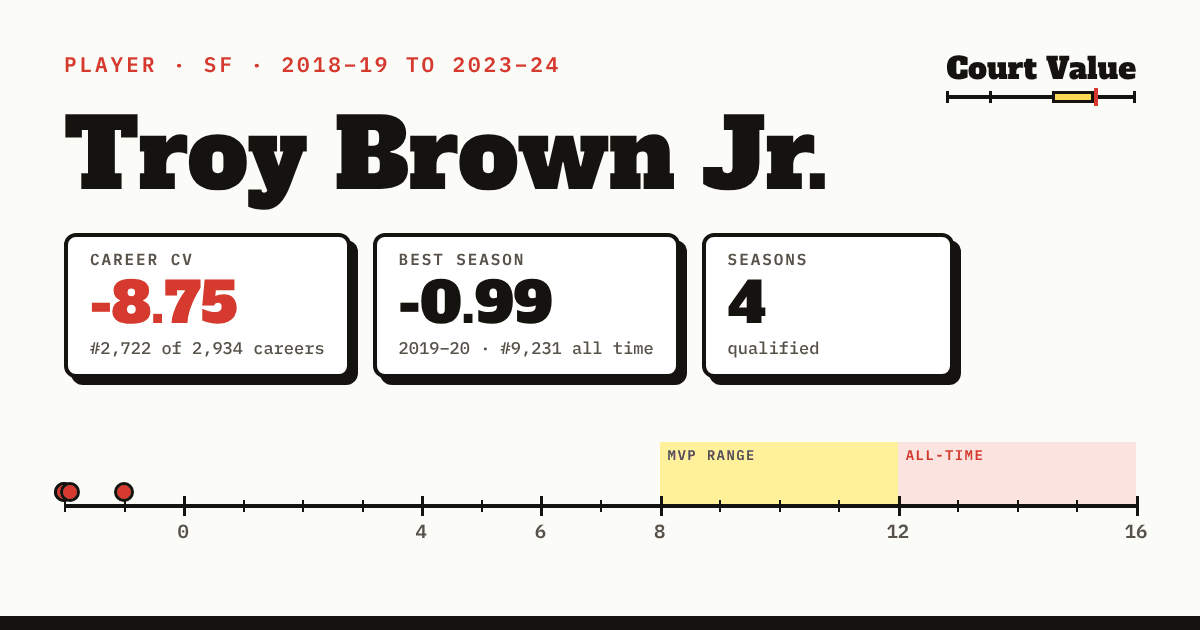 PLAYER · SF · 2018–19 TO 2023–24
Court Value
Troy Brown Jr.
CAREER CV
-8.75
#2,722 of 2,934 careers
BEST SEASON
-0.99
2019–20 · #9,231 all time
SEASONS
4
qualified
MVP RANGE
ALL-TIME
0
4
6
8
12
16